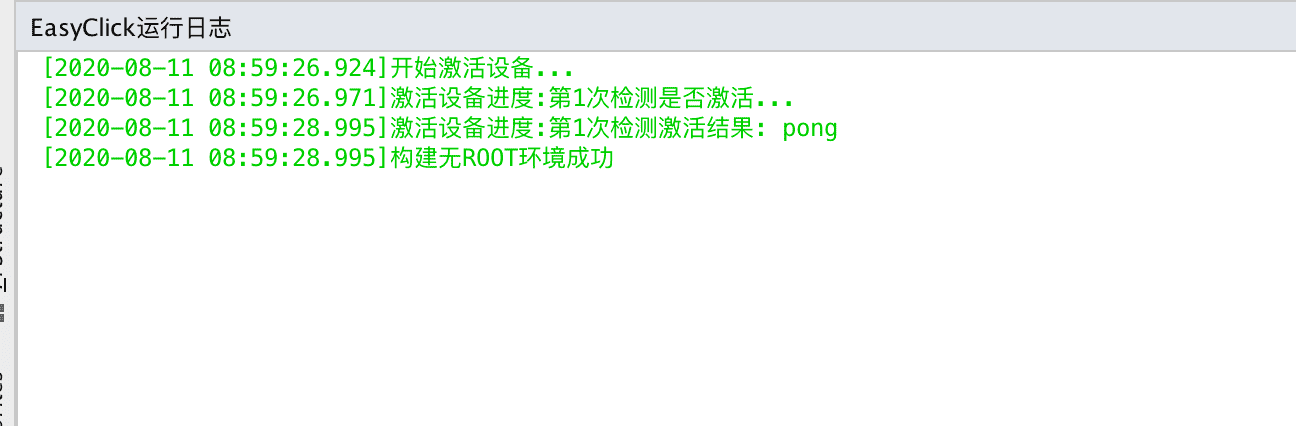 EasyClick运行日志
[2020-08-11 08:59:26.924]开始激活设备...
[2020-08-11 08:59:26.971]激活设备进度:第1次检测是否激活...
[2020-08-11 08:59:28.995]激活设备进度:第1次检测激活结果: pong
[2020-08-11 08:59:28.995]构建无ROOT环境成功